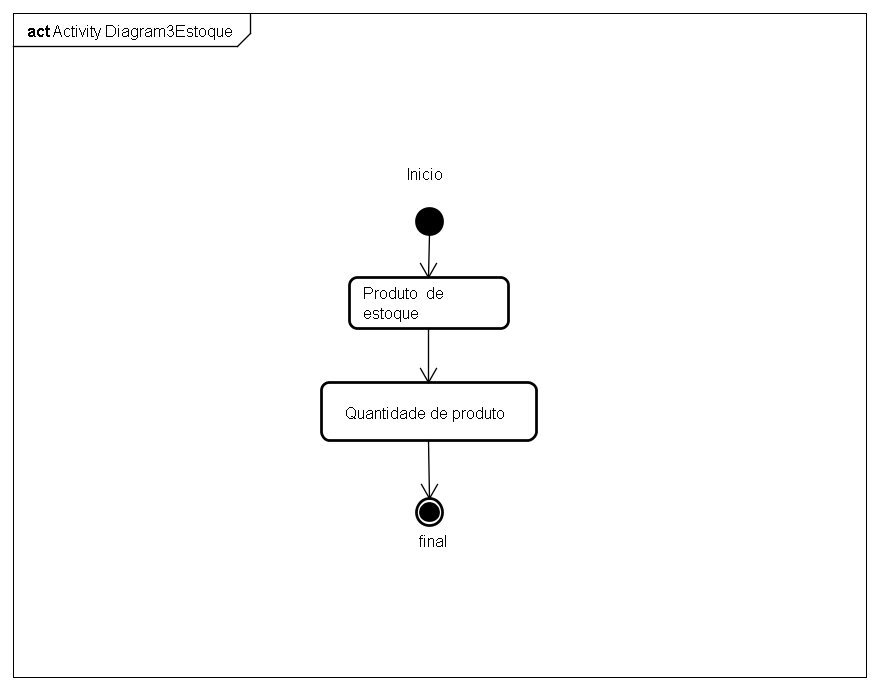 act Activity Diagram3Estoque
Inicio
Produto de
estoque
Quantidade de produto
final